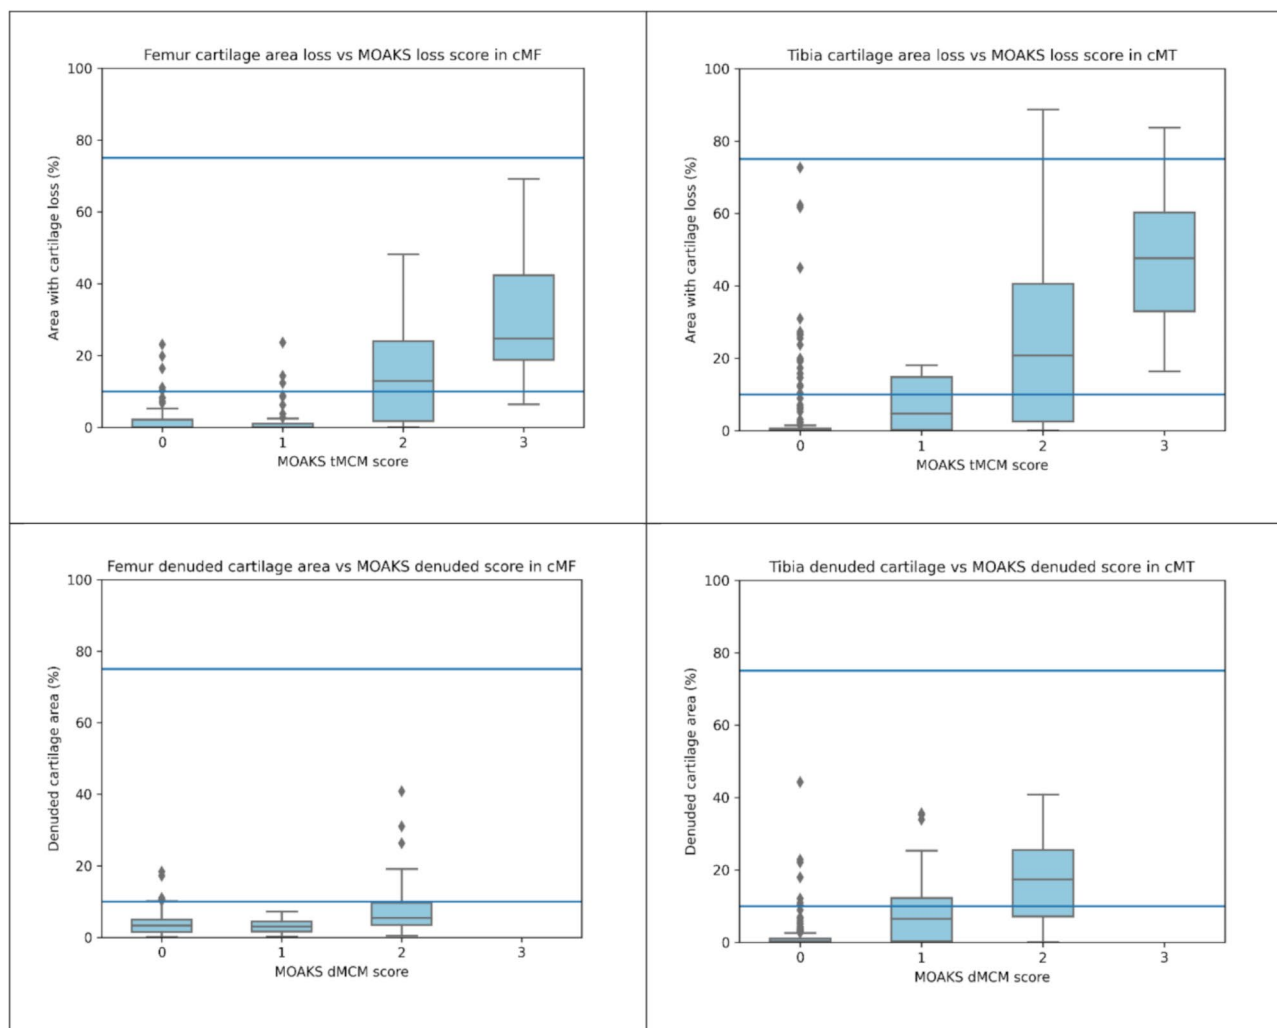 Femur cartilage area loss vs MOAKS loss score in cMF
100
80
60
40
20
0
Area with cartilage loss (%)
0 1 2 3
MOAKS tMCM score
Tibia cartilage area loss vs MOAKS loss score in cMT
100
80
60
40
20
0
Area with cartilage loss (%)
0 1 2 3
MOAKS tMCM score
Femur denuded cartilage area vs MOAKS denuded score in cMF
100
80
60
40
20
0
Denuded cartilage area (%)
0 1 2 3
MOAKS dMCM score
Tibia denuded cartilage vs MOAKS denuded score in cMT
100
80
60
40
20
0
Denuded cartilage area (%)
0 1 2 3
MOAKS dMCM score